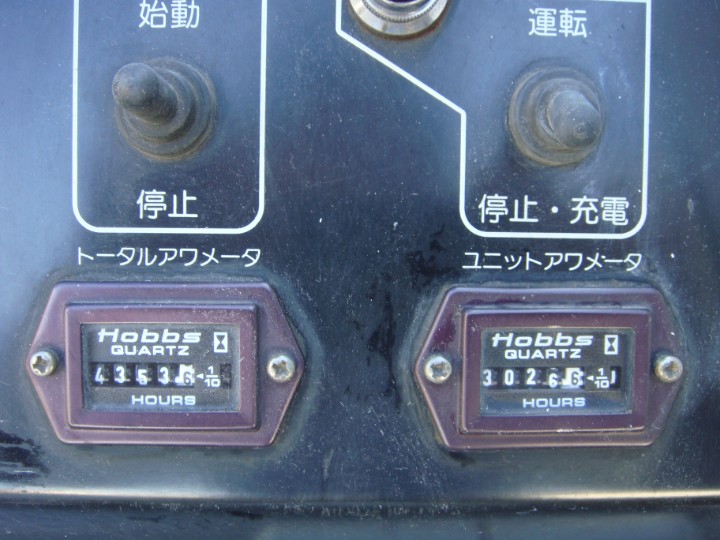 始動
停止
トータルアワメータ
Hobbs
QUARTZ
43536 1/10
HOURS
運転
停止・充電
ユニットアワメータ
Hobbs
QUARTZ
30266 1/10
HOURS